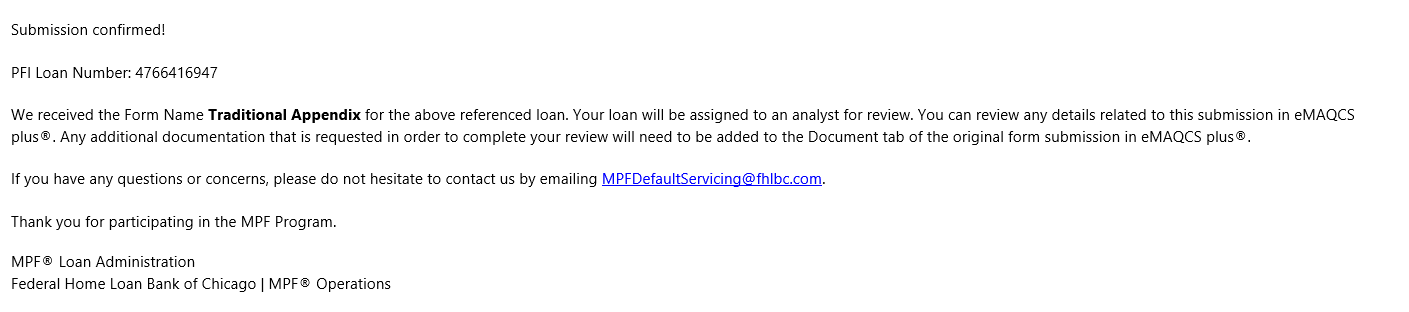 Submission confirmed!
PFI Loan Number: 4766416947
We received the Form Name Traditional Appendix for the above referenced loan. Your loan will be assigned to an analyst for review. You can review any details related to this submission in eMAQCS
plus®. Any additional documentation that is requested in order to complete your review will need to be added to the Document tab of the original form submission in eMAQCS plus®.
If you have any questions or concerns, please do not hesitate to contact us by emailing MPFDefaultServicing@fhlbc.com.
Thank you for participating in the MPF Program.
MPF® Loan Administration
Federal Home Loan Bank of Chicago | MPF® Operations